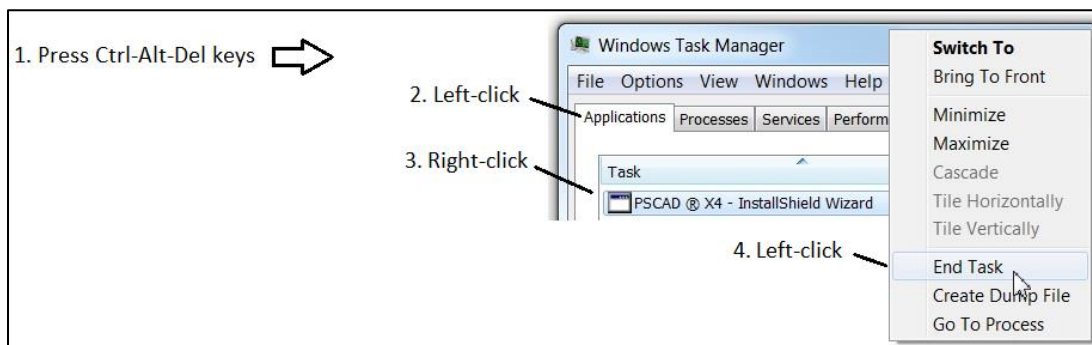 1. Press Ctrl-Alt-Del keys
2. Left-click
3. Right-click
4. Left-click
Windows Task Manager
File Options View Windows Help
Applications Processes Services Perform
Task
PSCAD ® X4 - InstallShield Wizard
Switch To
Bring To Front
Minimize
Maximize
Cascade
Tile Horizontally
Tile Vertically
End Task
Create Dump File
Go To Process